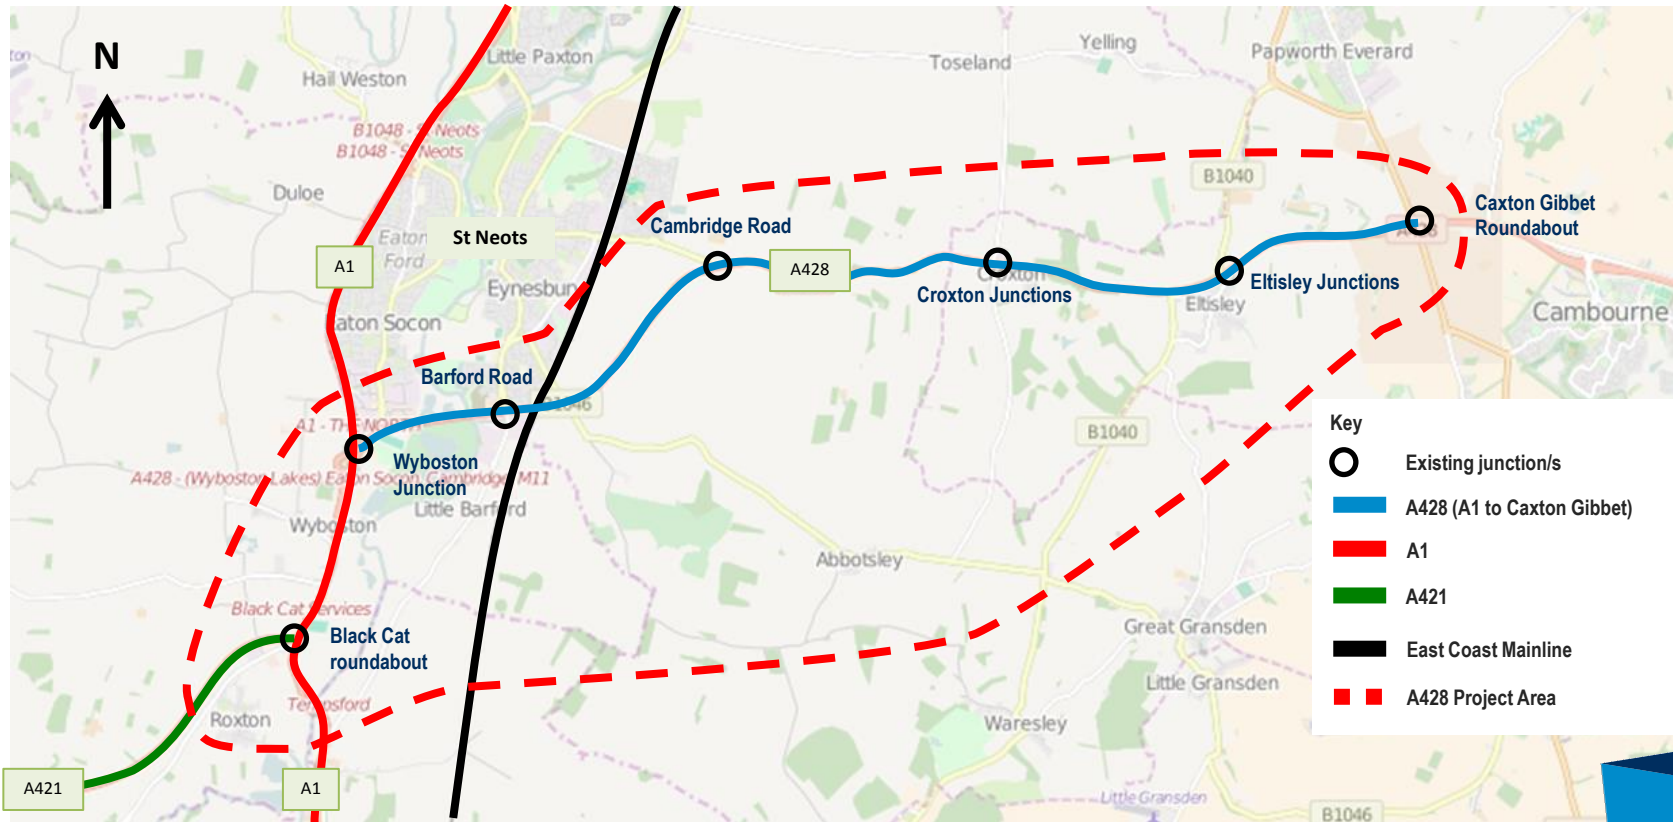 N
Little Paxton
Hail Weston
Yelling
Toseland
Papworth Everard
B1048 - St Neots
B1048 - St Neots
Duloe
B1040
Caxton Gibbet
Roundabout
Cambridge Road
St Neots
Eaton
Ford
A1
A428
Croxton
Croxton Junctions
Eltisley Junctions
Eltisley
Eynesbury
Eaton Socon
Cambourne
Barford Road
B1046
A1 - THE NORTH
B1040
Wyboston
Junction
A428 - (Wyboston Lakes) Eaton Socon, Cambridge, M11
Little Barford
Wyboston
Abbotsley
Black Cat Services
Black Cat
roundabout
Great Gransden
Little Gransden
Tempsford
Roxton
Waresley
A421
A1
Little Gransden
B1046
Key
Existing junction/s
A428 (A1 to Caxton Gibbet)
A1
A421
East Coast Mainline
A428 Project Area